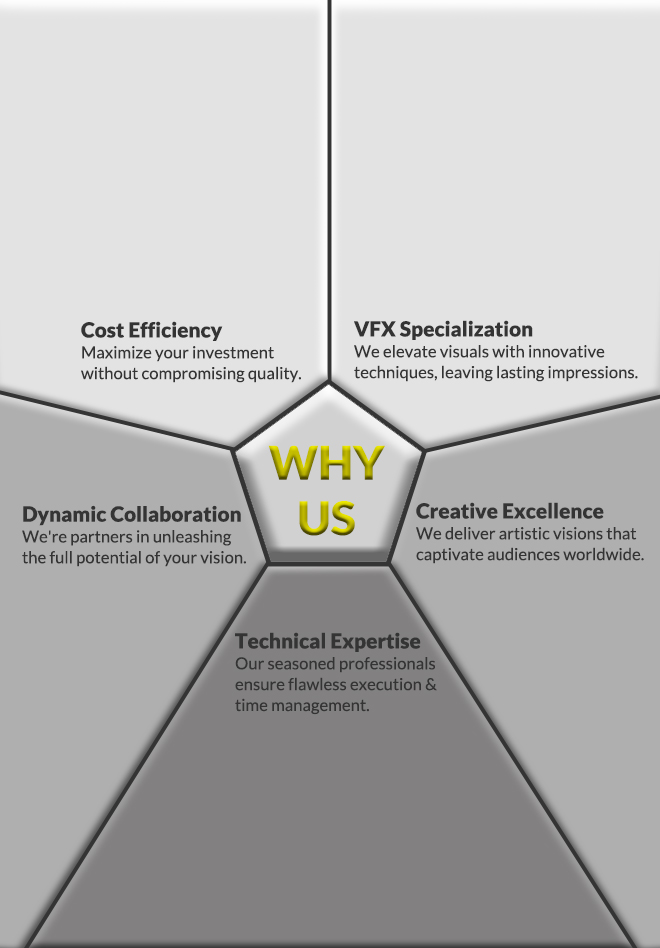 Cost Efficiency
Maximize your investment
without compromising quality.
VFX Specialization
We elevate visuals with innovative
techniques, leaving lasting impressions.
WHY
US
Dynamic Collaboration
We're partners in unleashing
the full potential of your vision.
Creative Excellence
We deliver artistic visions that
captivate audiences worldwide.
Technical Expertise
Our seasoned professionals
ensure flawless execution &
time management.